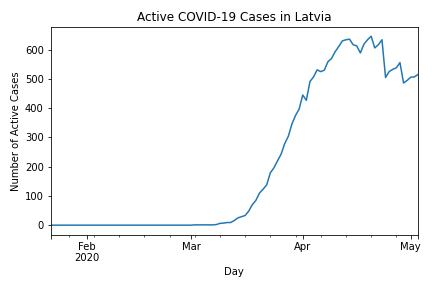 Active COVID-19 Cases in Latvia
Number of Active Cases
600
500
400
300
200
100
0
Feb Mar Apr May
2020
Day